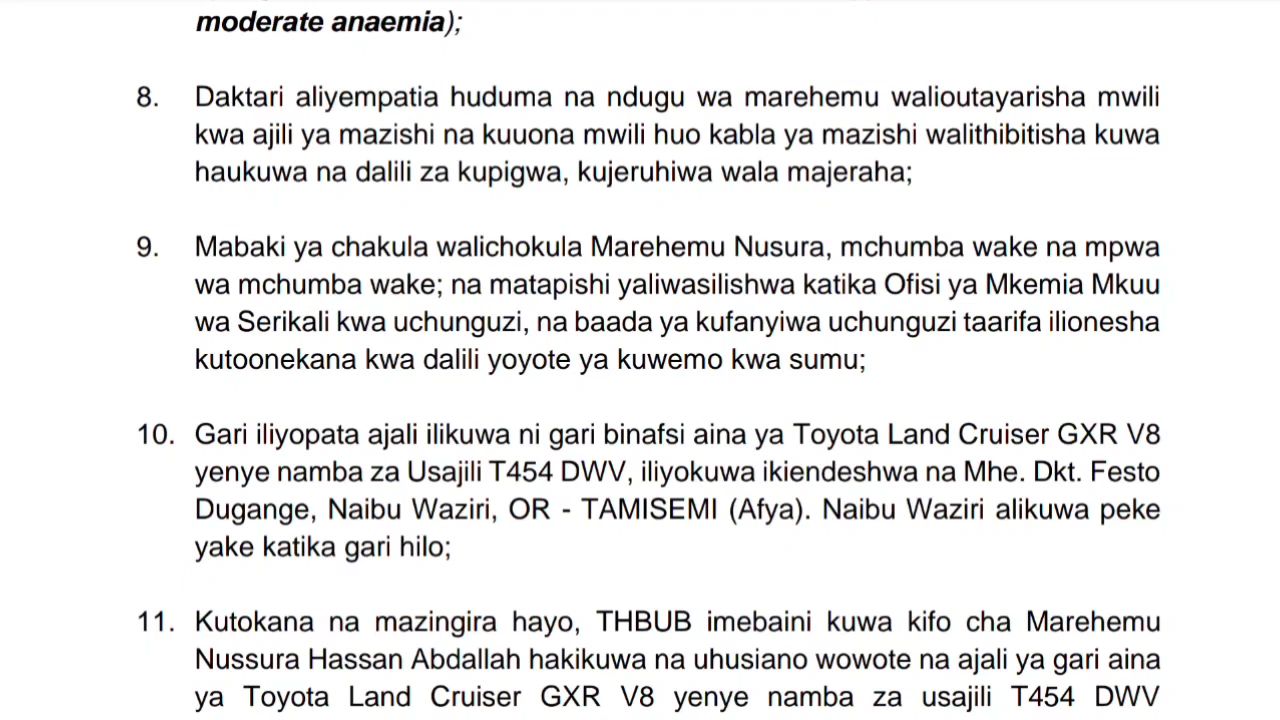 moderate anaemia);
8. Daktari aliyempatia huduma na ndugu wa marehemu walioutayarisha mwili
kwa ajili ya mazishi na kuuona mwili huo kabla ya mazishi walithibitisha kuwa
haukuwa na dalili za kupigwa, kujeruhiwa wala majeraha;
9. Mabaki ya chakula walichokula Marehemu Nusura, mchumba wake na mpwa
wa mchumba wake; na matapishi yaliwasilishwa katika Ofisi ya Mkemia Mkuu
wa Serikali kwa uchunguzi, na baada ya kufanyiwa uchunguzi taarifa ilionesha
kutoonekana kwa dalili yoyote ya kuwemo kwa sumu;
10. Gari iliyopata ajali ilikuwa ni gari binafsi aina ya Toyota Land Cruiser GXR V8
yenye namba za Usajili T454 DWV, iliyokuwa ikiendeshwa na Mhe. Dkt. Festo
Dugange, Naibu Waziri, OR - TAMISEMI (Afya). Naibu Waziri alikuwa peke
yake katika gari hilo;
11. Kutokana na mazingira hayo, THBUB imebaini kuwa kifo cha Marehemu
Nussura Hassan Abdallah hakikuwa na uhusiano wowote na ajali ya gari aina
ya Toyota Land Cruiser GXR V8 yenye namba za usajili T454 DWV